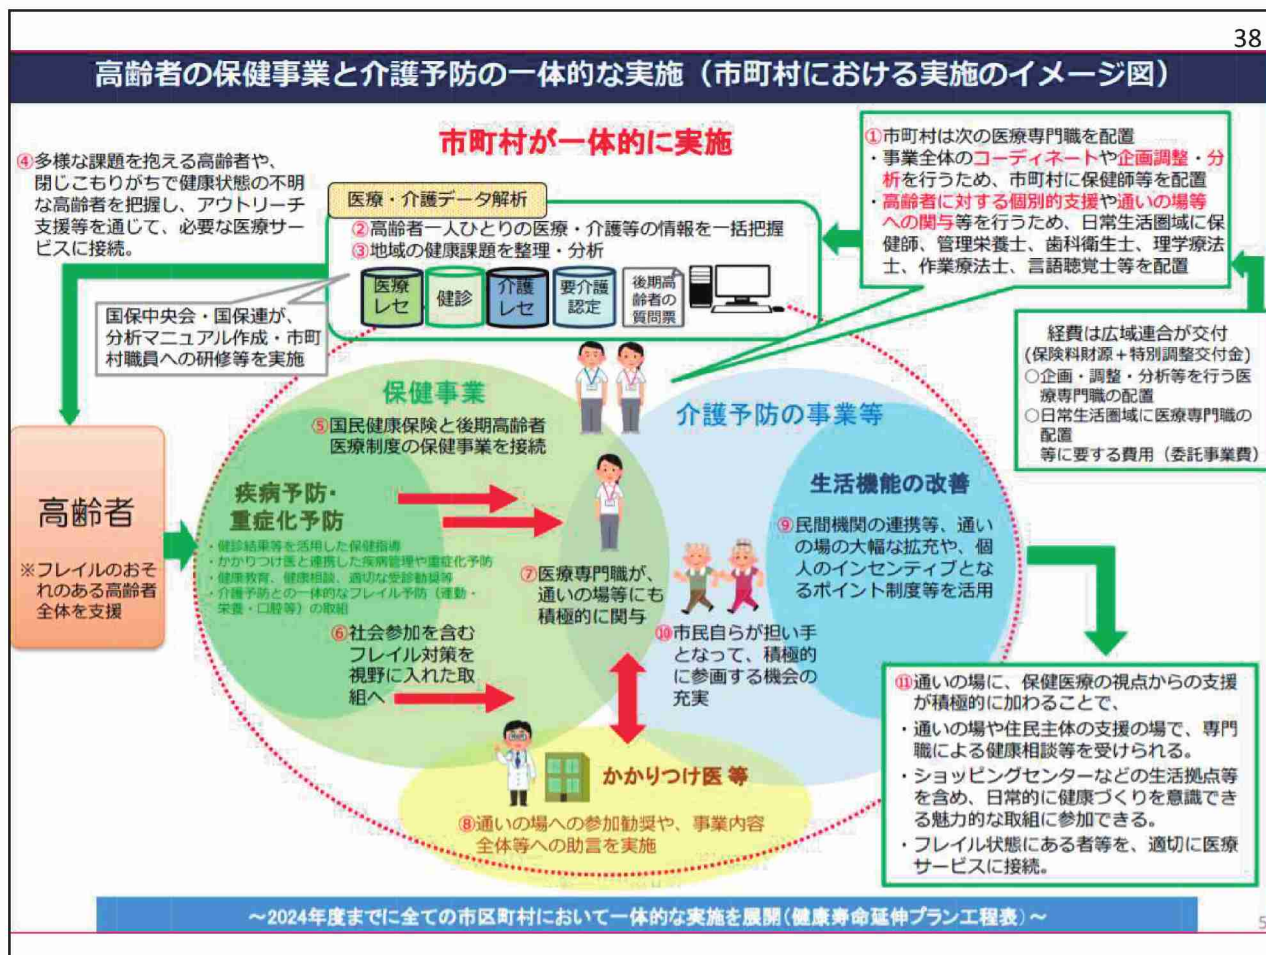 38
高齢者の保健事業と介護予防の一体的な実施（市町村における実施のイメージ図）
市町村が一体的に実施
①市町村は次の医療専門職を配置
・事業全体のコーディネートや企画調整・分
析を行うため、市町村に保健師等を配置
・高齢者に対する個別的支援や通いの場等
への関与等を行うため、日常生活圏域に保
健師、管理栄養士、歯科衛生士、理学療法
士、作業療法士、言語聴覚士等を配置
④多様な課題を抱える高齢者や、
閉じこもりがちで健康状態の不明
な高齢者を把握し、アウトリーチ
支援等を通じて、必要な医療サー
ビスに接続。
医療・介護データ解析
②高齢者一人ひとりの医療・介護等の情報を一括把握
③地域の健康課題を整理・分析
医療
レセ
健診
介護
レセ
要介護
認定
後期高
齢者の
質問票
国保中央会・国保連が、
分析マニュアル作成・市町
村職員への研修等を実施
経費は広域連合が交付
(保険料財源＋特別調整交付金)
○企画・調整・分析等を行う医
療専門職の配置
○日常生活圏域に医療専門職の
配置
等に要する費用（委託事業費）
保健事業
⑤国民健康保険と後期高齢者
医療制度の保健事業を接続
介護予防の事業等
高齢者
※フレイルのおそ
れのある高齢者
全体を支援
疾病予防・
重症化予防
・健診結果等を活用した保健指導
・かかりつけ医と連携した疾病管理や重症化予防
・健康教育、健康相談、適切な受診勧奨等
・介護予防との一体的なフレイル予防（運動・
栄養・口腔等）の取組
生活機能の改善
⑨民間機関の連携等、通い
の場の大幅な拡充や、個
人のインセンティブとな
るポイント制度等を活用
⑦医療専門職が、
通いの場等にも
積極的に関与
⑥社会参加を含む
フレイル対策を
視野に入れた取
組へ
⑩市民自らが担い手
となって、積極的
に参画する機会の
充実
かかりつけ医 等
⑧通いの場への参加勧奨や、事業内容
全体等への助言を実施
⑪通いの場に、保健医療の視点からの支援
が積極的に加わることで、
・通いの場や住民主体の支援の場で、専門
職による健康相談等を受けられる。
・ショッピングセンターなどの生活拠点等
を含め、日常的に健康づくりを意識でき
る魅力的な取組に参加できる。
・フレイル状態にある者等を、適切に医療
サービスに接続。
～2024年度までに全ての市区町村において一体的な実施を展開(健康寿命延伸プラン工程表)～
5